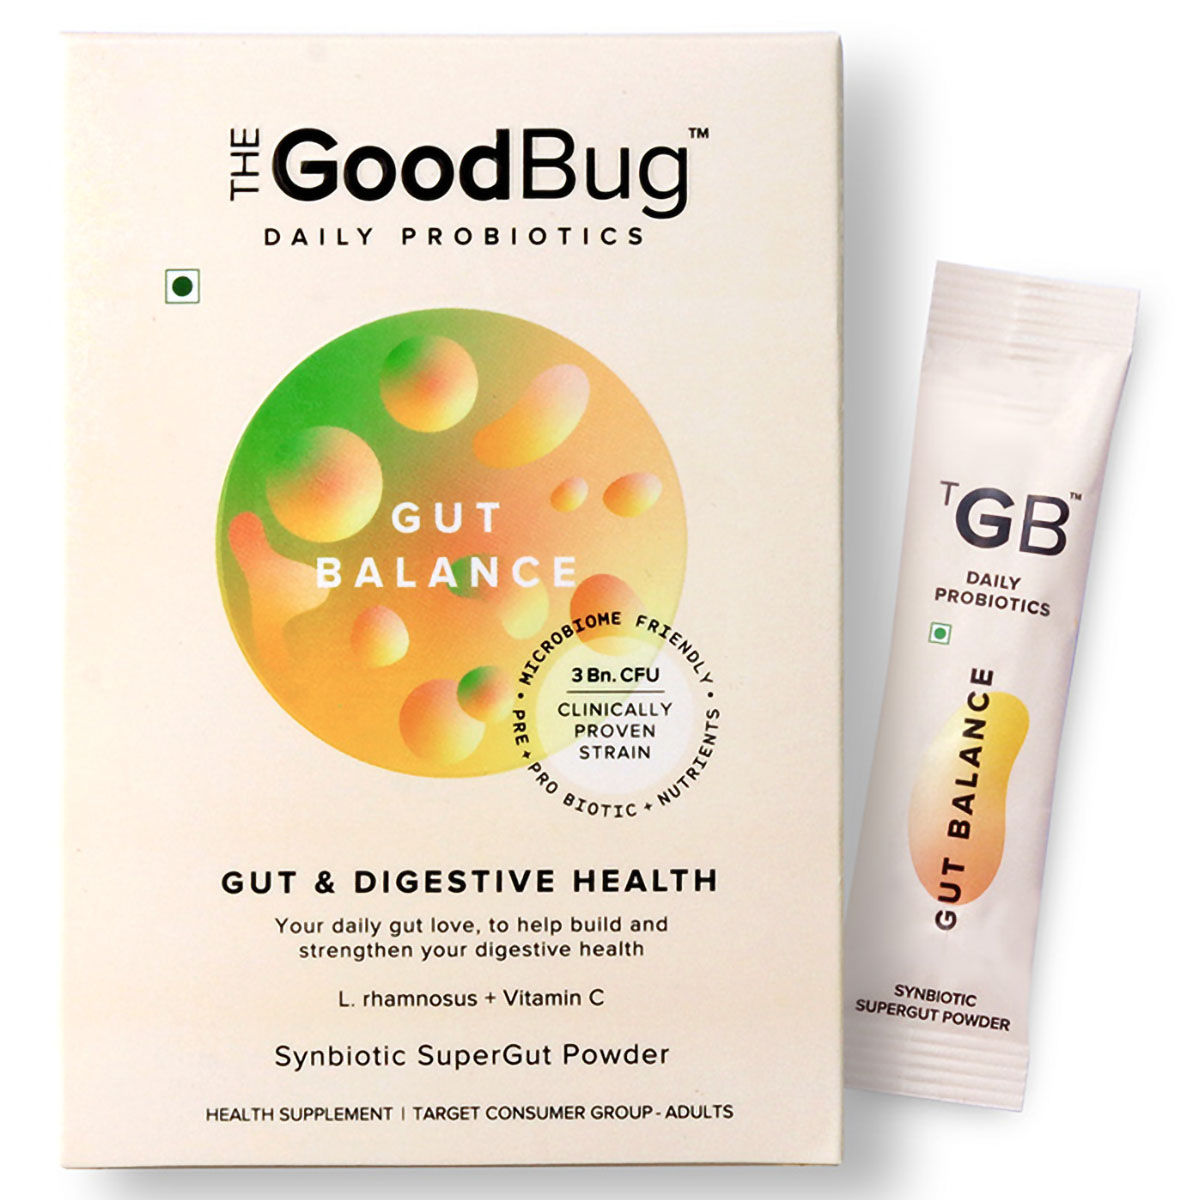 THE GoodBug™
DAILY PROBIOTICS
GUT
BALANCE
MICROBIOME FRIENDLY • PRE + PRO BIOTIC + NUTRIENTS •
3 Bn. CFU
CLINICALLY
PROVEN
STRAIN
GUT & DIGESTIVE HEALTH
Your daily gut love, to help build and
strengthen your digestive health
L. rhamnosus + Vitamin C
Synbiotic SuperGut Powder
HEALTH SUPPLEMENT | TARGET CONSUMER GROUP - ADULTS
TGB™
DAILY
PROBIOTICS
GUT BALANCE
SYNBIOTIC
SUPERGUT POWDER